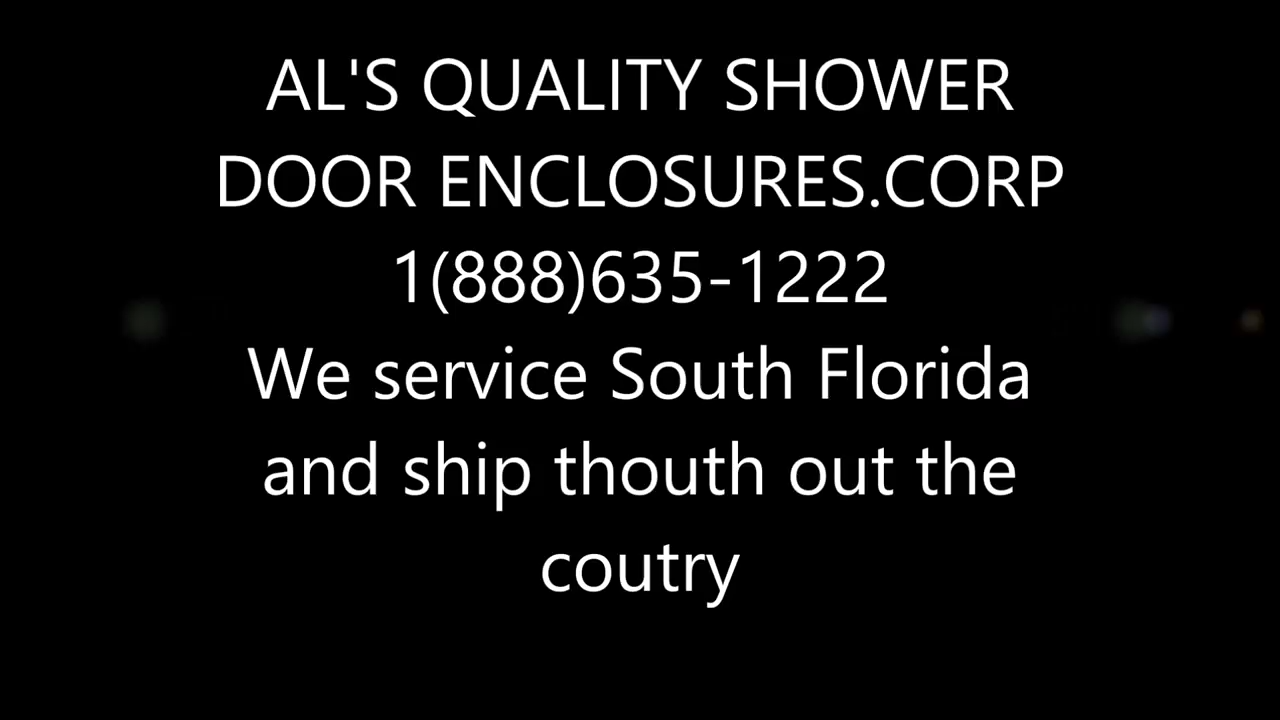 AL'S QUALITY SHOWER
DOOR ENCLOSURES.CORP
1(888)635-1222
We service South Florida
and ship thouth out the
coutry